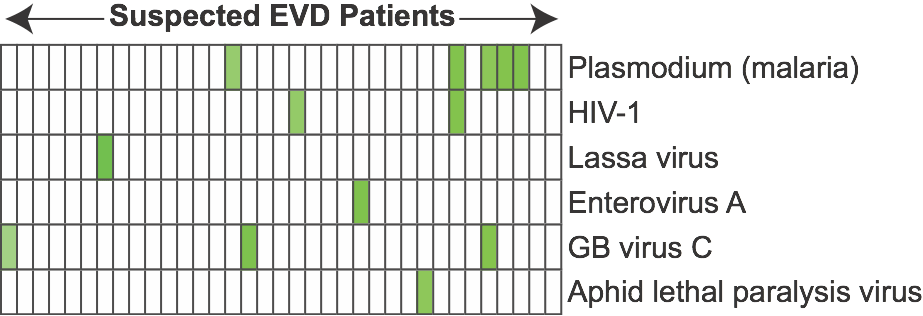 Suspected EVD Patients
Plasmodium (malaria)
HIV-1
Lassa virus
Enterovirus A
GB virus C
Aphid lethal paralysis virus